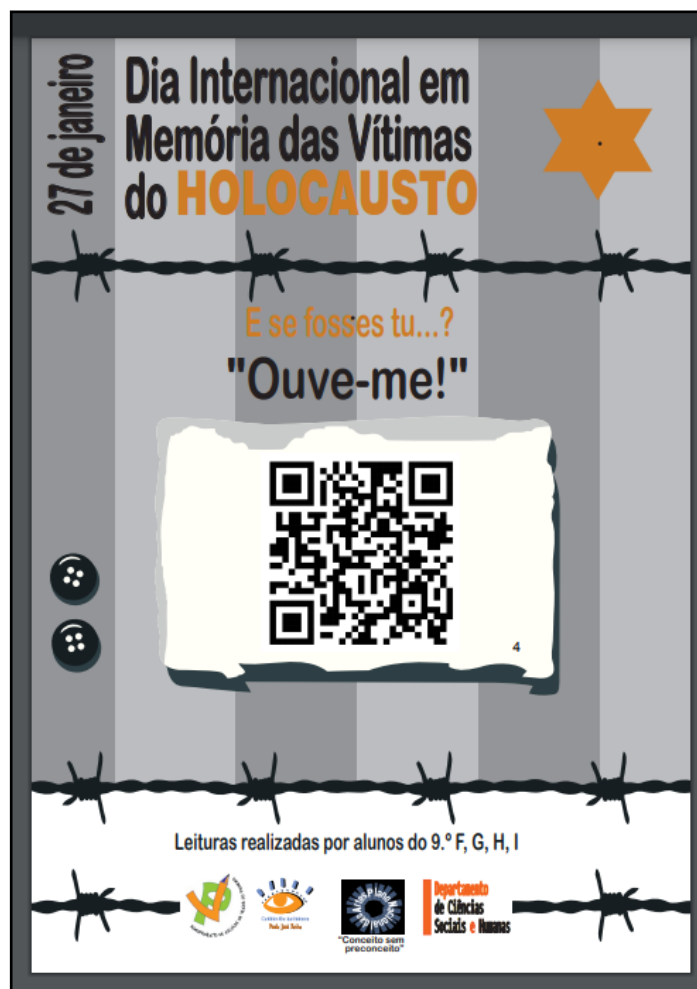 27 de janeiro
Dia Internacional em
Memória das Vítimas
do HOLOCAUSTO
E se fosses tu...?
"Ouve-me!"
4
Leituras realizadas por alunos do 9.º F, G, H, I
"Conceito sem
preconceito"
Departamento
de Ciências
Sociais e Humanas